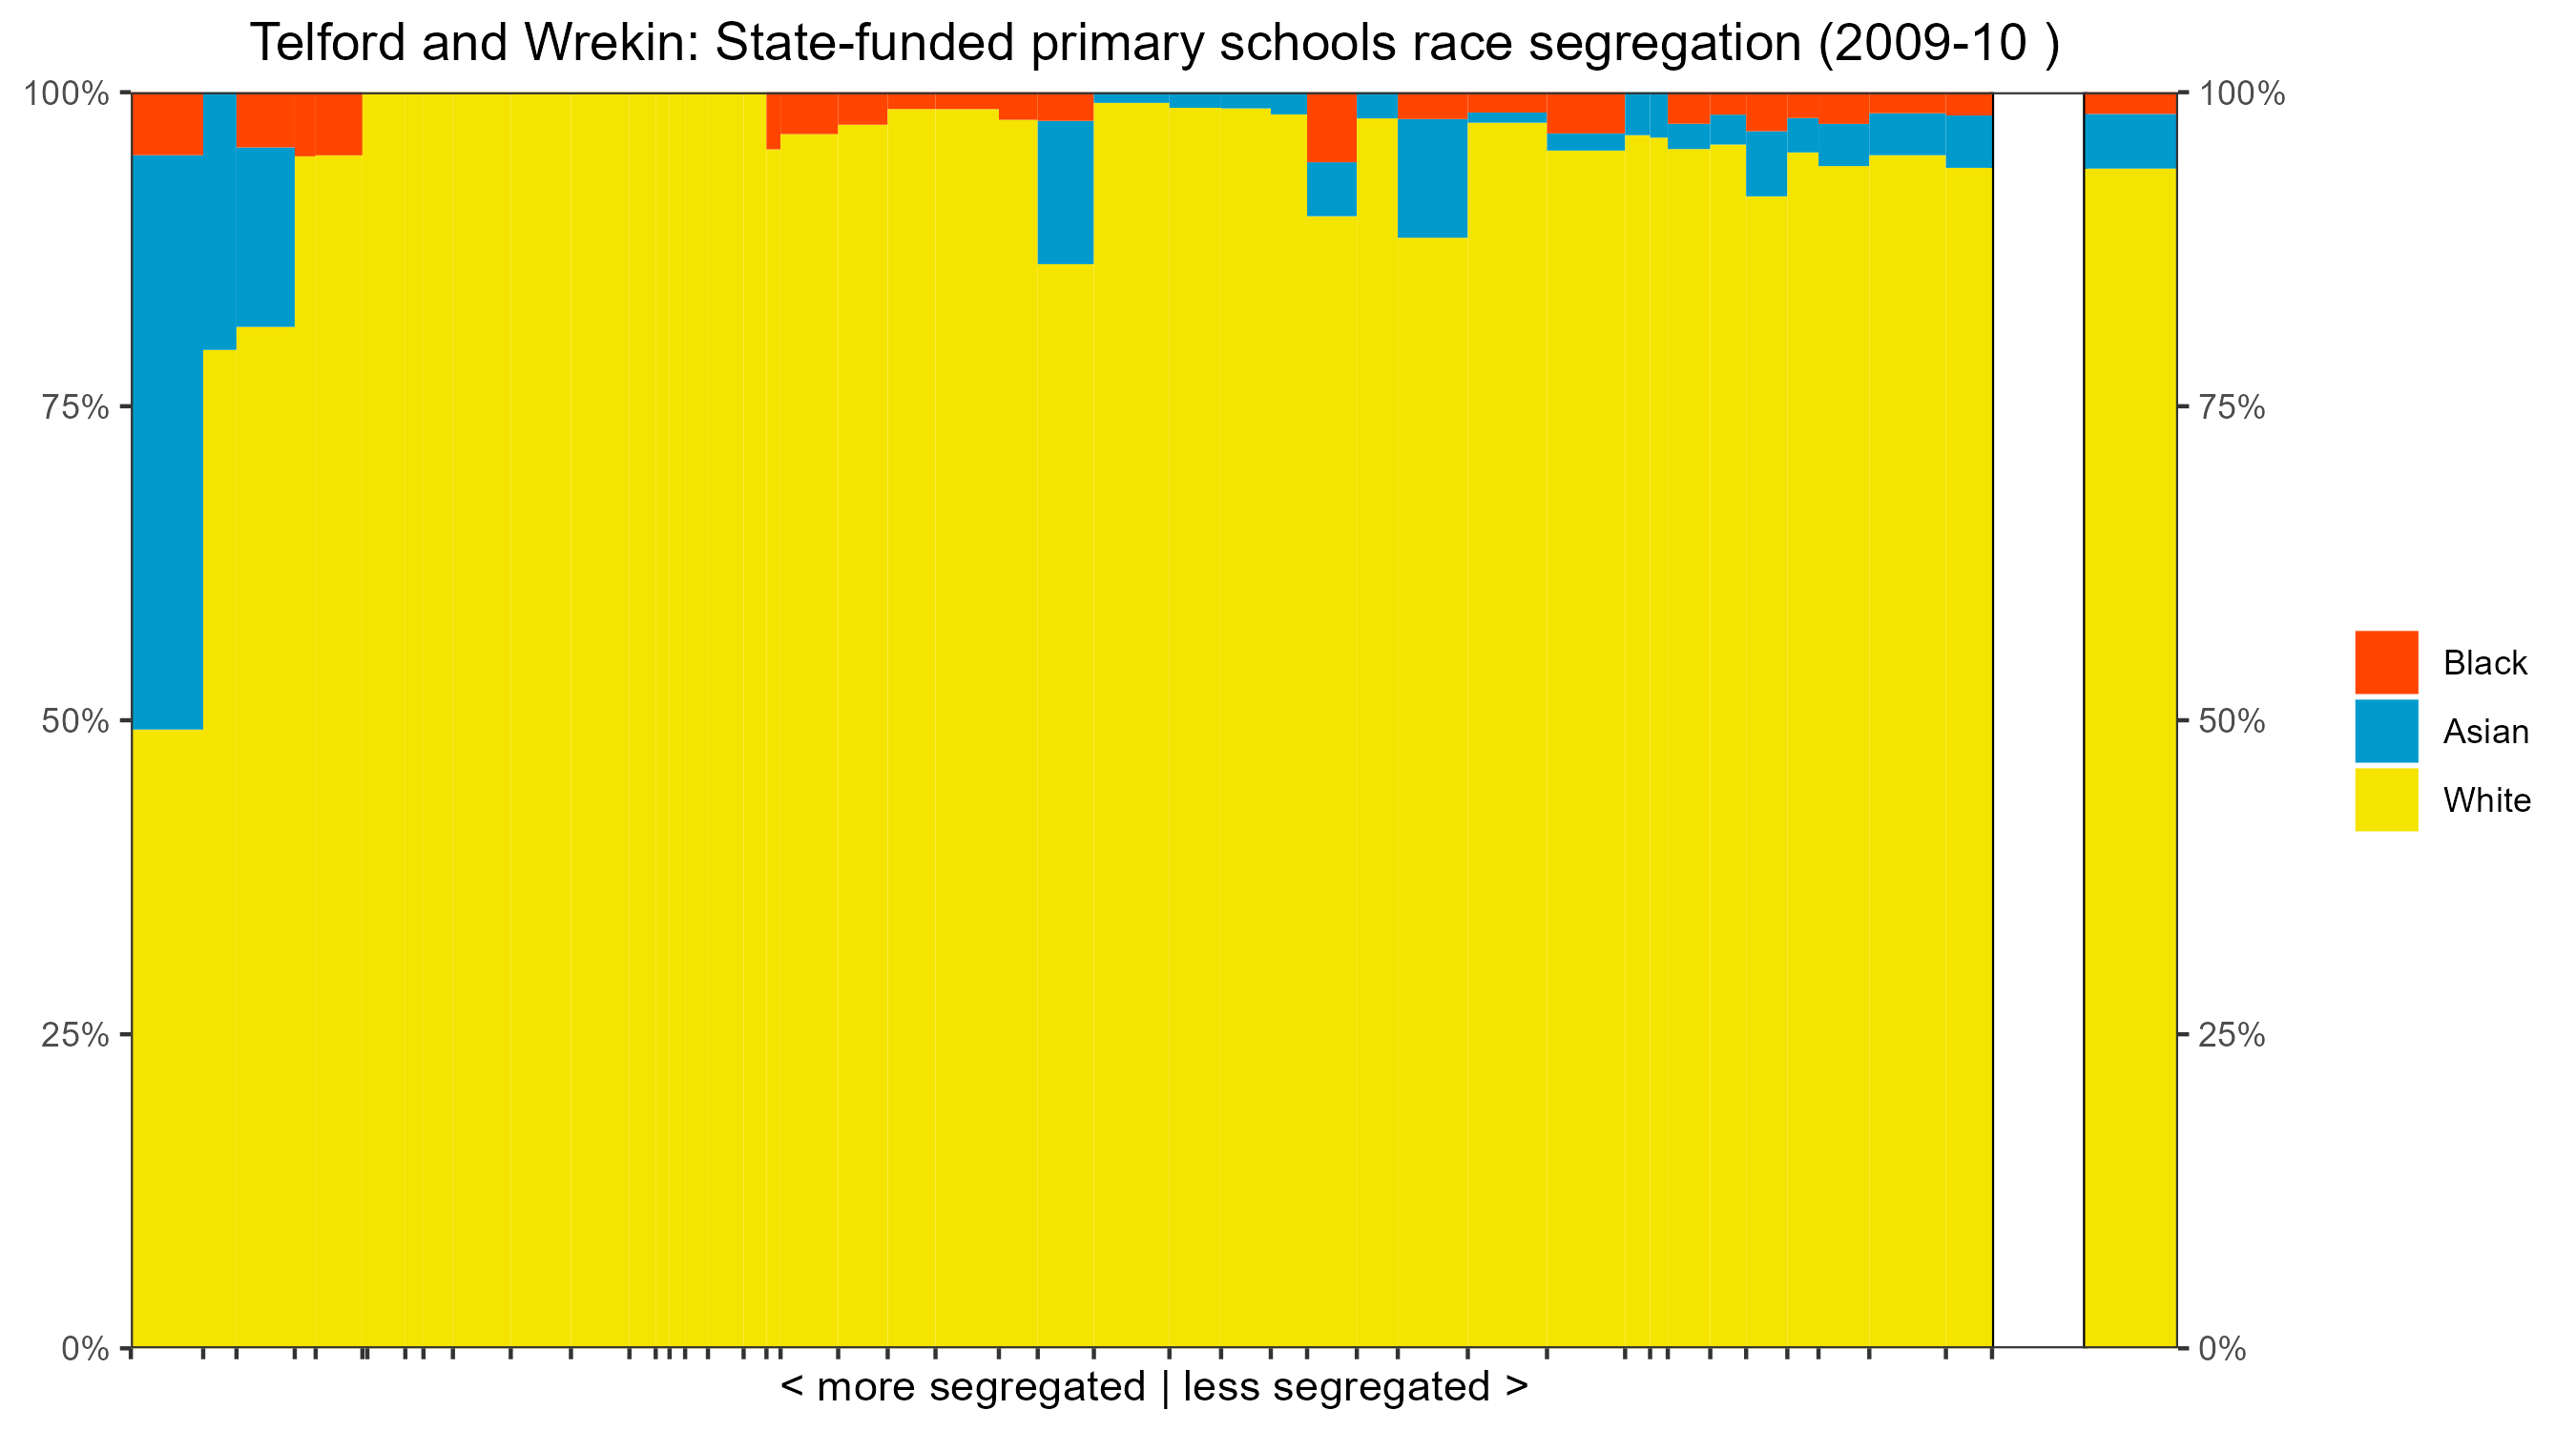 Telford and Wrekin: State-funded primary schools race segregation (2009-10 )
100%
75%
50%
25%
0%
100%
75%
50%
25%
0%
Black
Asian
White
< more segregated | less segregated >